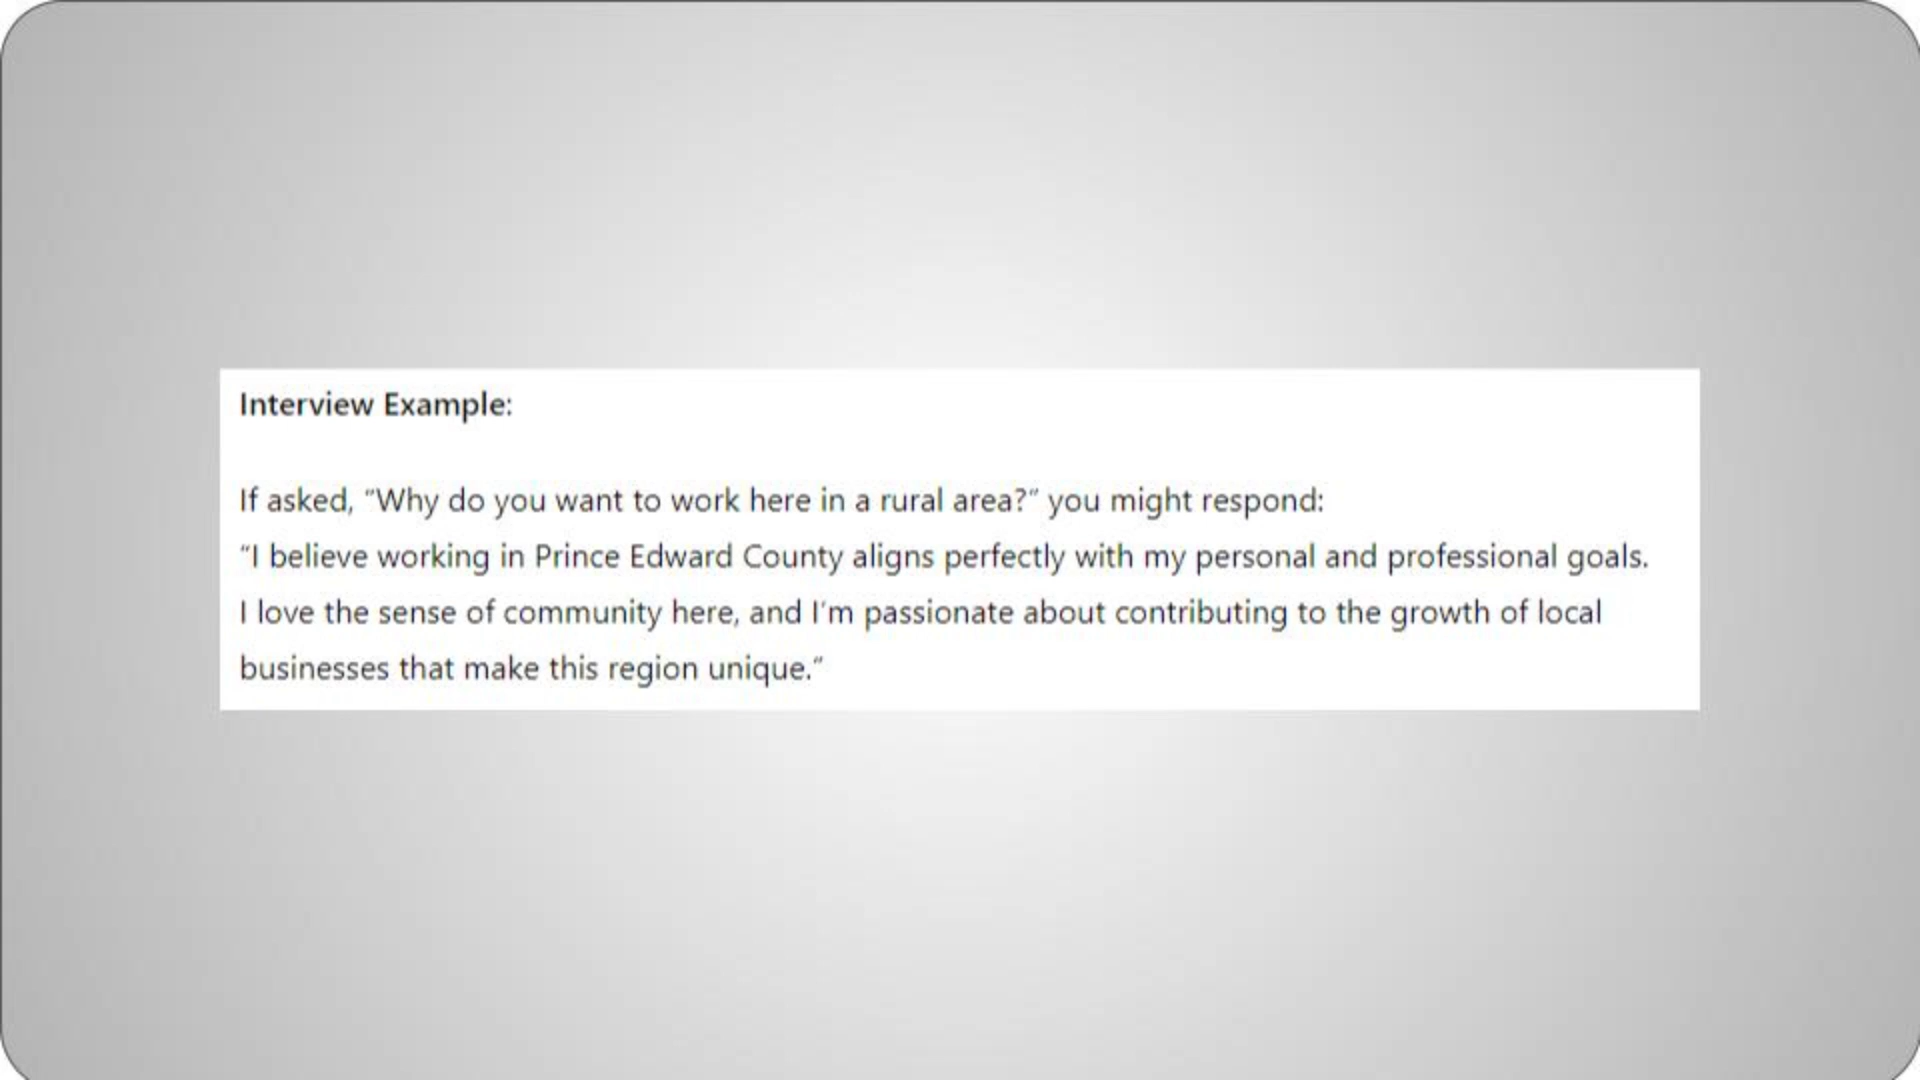 Interview Example:
If asked, “Why do you want to work here in a rural area?” you might respond:
“I believe working in Prince Edward County aligns perfectly with my personal and professional goals.
I love the sense of community here, and I'm passionate about contributing to the growth of local
businesses that make this region unique.”